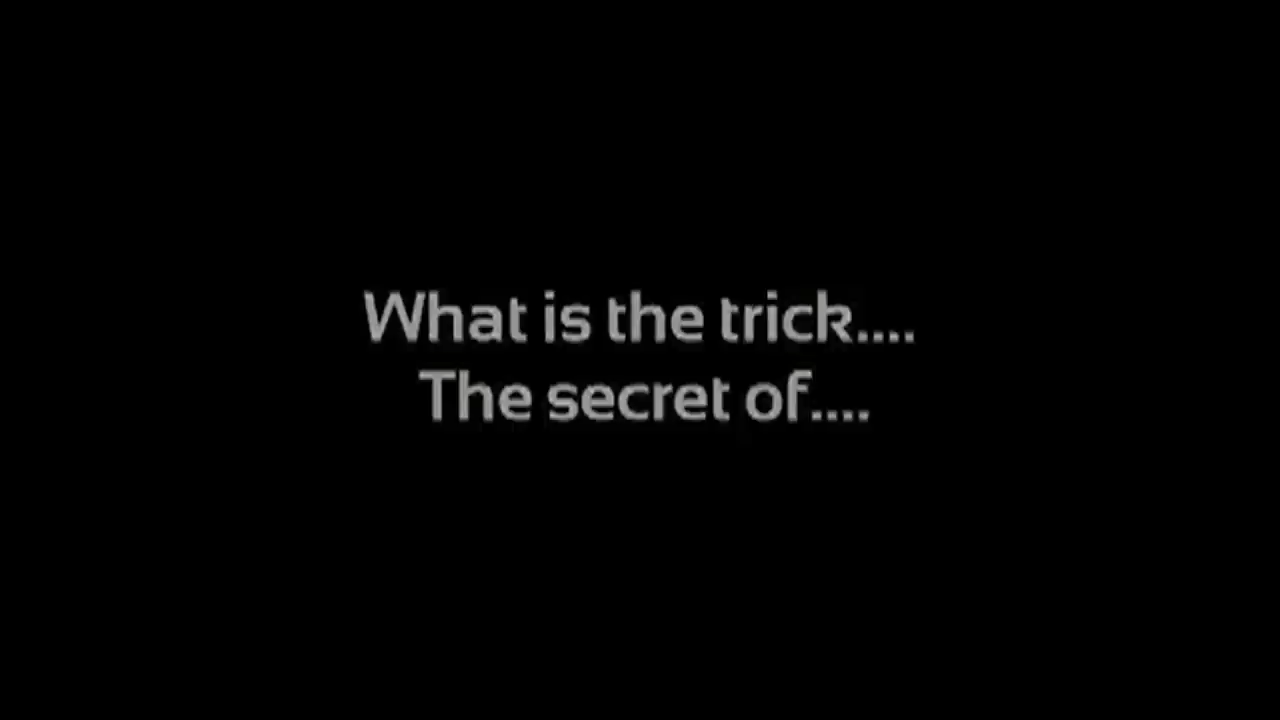 What is the trick....
The secret of....